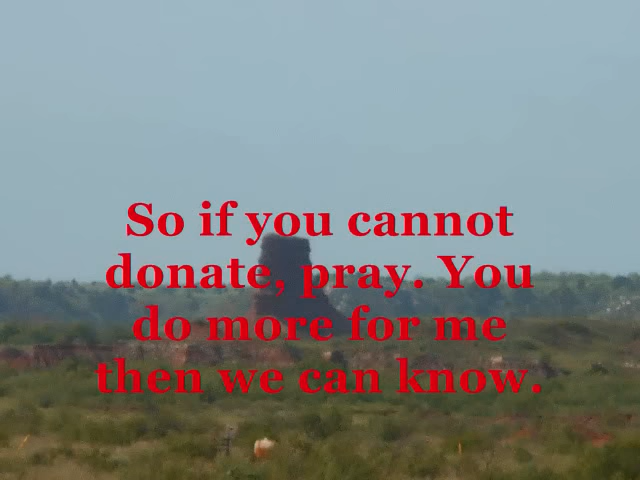 So if you cannot
donate, pray. You
do more for me
then we can know.